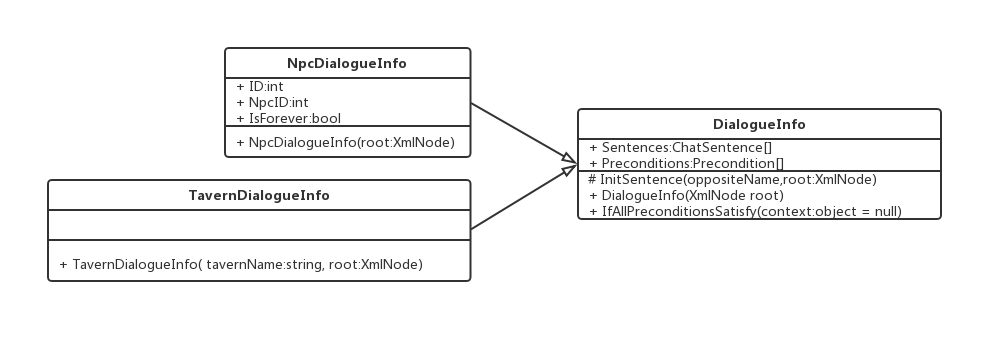 NpcDialogueInfo
+ ID:int
+ NpcID:int
+ IsForever:bool
+ NpcDialogueInfo(root:XmlNode)
TavernDialogueInfo
+ TavernDialogueInfo( tavernName:string, root:XmlNode)
DialogueInfo
+ Sentences:ChatSentence[]
+ Preconditions:Precondition[]
# InitSentence(oppositeName,root:XmlNode)
+ DialogueInfo(XmlNode root)
+ IfAllPreconditionsSatisfy(context:object = null)